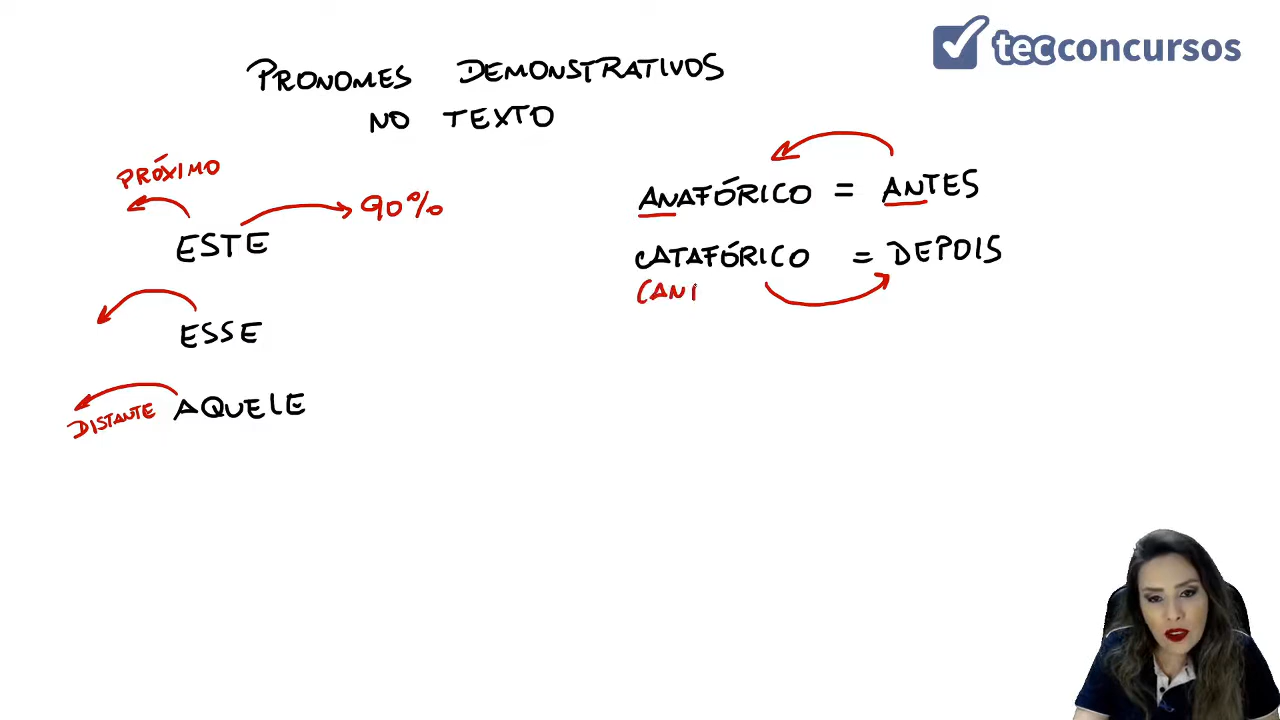 tecconcursos
PRONOMES DEMONSTRATIVOS
NO TEXTO
PRÓXIMO
90%
ESTE
ESSE
DISTANTE AQUELE
ANAFÓRICO = ANTES
CATAFÓRICO = DEPOIS
CANI